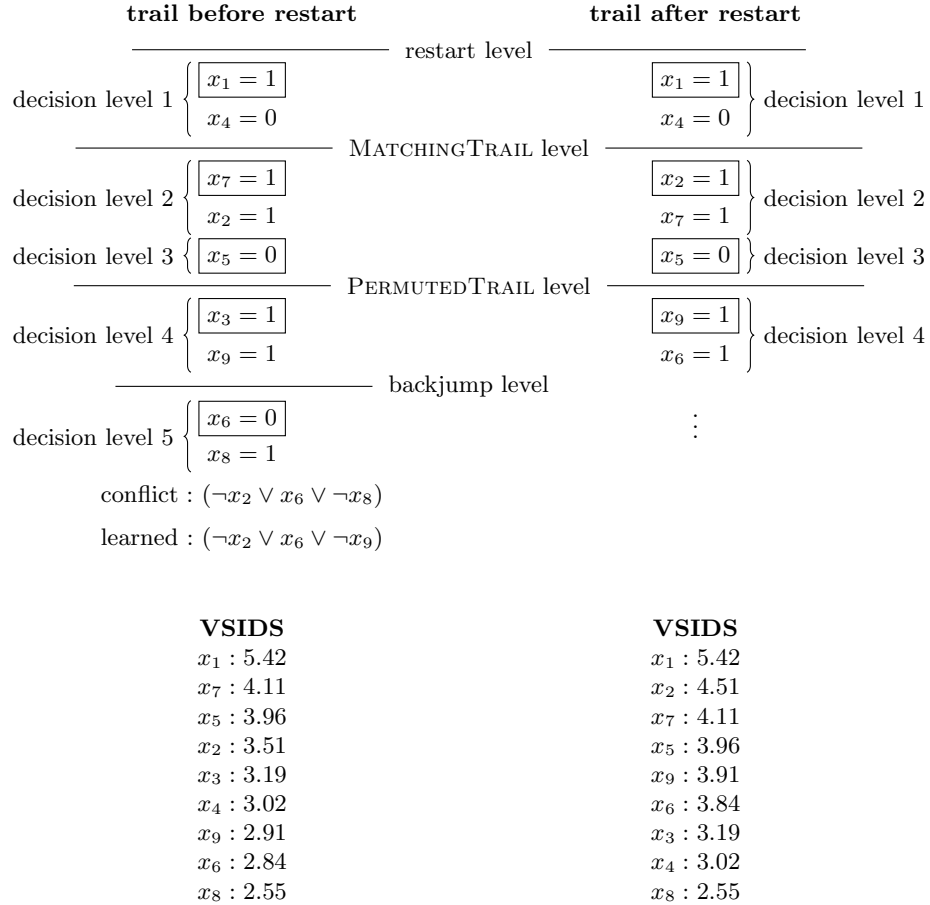 trail before restart trail after restart
restart level
decision level 1 x₁ = 1 x₁ = 1 decision level 1
x₄ = 0 x₄ = 0
MATCHINGTRAIL level
decision level 2 x₇ = 1 x₂ = 1 decision level 2
x₂ = 1 x₇ = 1
decision level 3 x₅ = 0 x₅ = 0 decision level 3
PERMUTEDTRAIL level
decision level 4 x₃ = 1 x₉ = 1 decision level 4
x₉ = 1 x₆ = 1
backjump level
decision level 5 x₆ = 0 ⋮
x₈ = 1
conflict : (¬x₂ ∨ x₆ ∨ ¬x₈)
learned : (¬x₂ ∨ x₆ ∨ ¬x₉)
VSIDS VSIDS
x₁ : 5.42 x₁ : 5.42
x₇ : 4.11 x₂ : 4.51
x₅ : 3.96 x₇ : 4.11
x₂ : 3.51 x₅ : 3.96
x₃ : 3.19 x₉ : 3.91
x₄ : 3.02 x₆ : 3.84
x₉ : 2.91 x₃ : 3.19
x₆ : 2.84 x₄ : 3.02
x₈ : 2.55 x₈ : 2.55